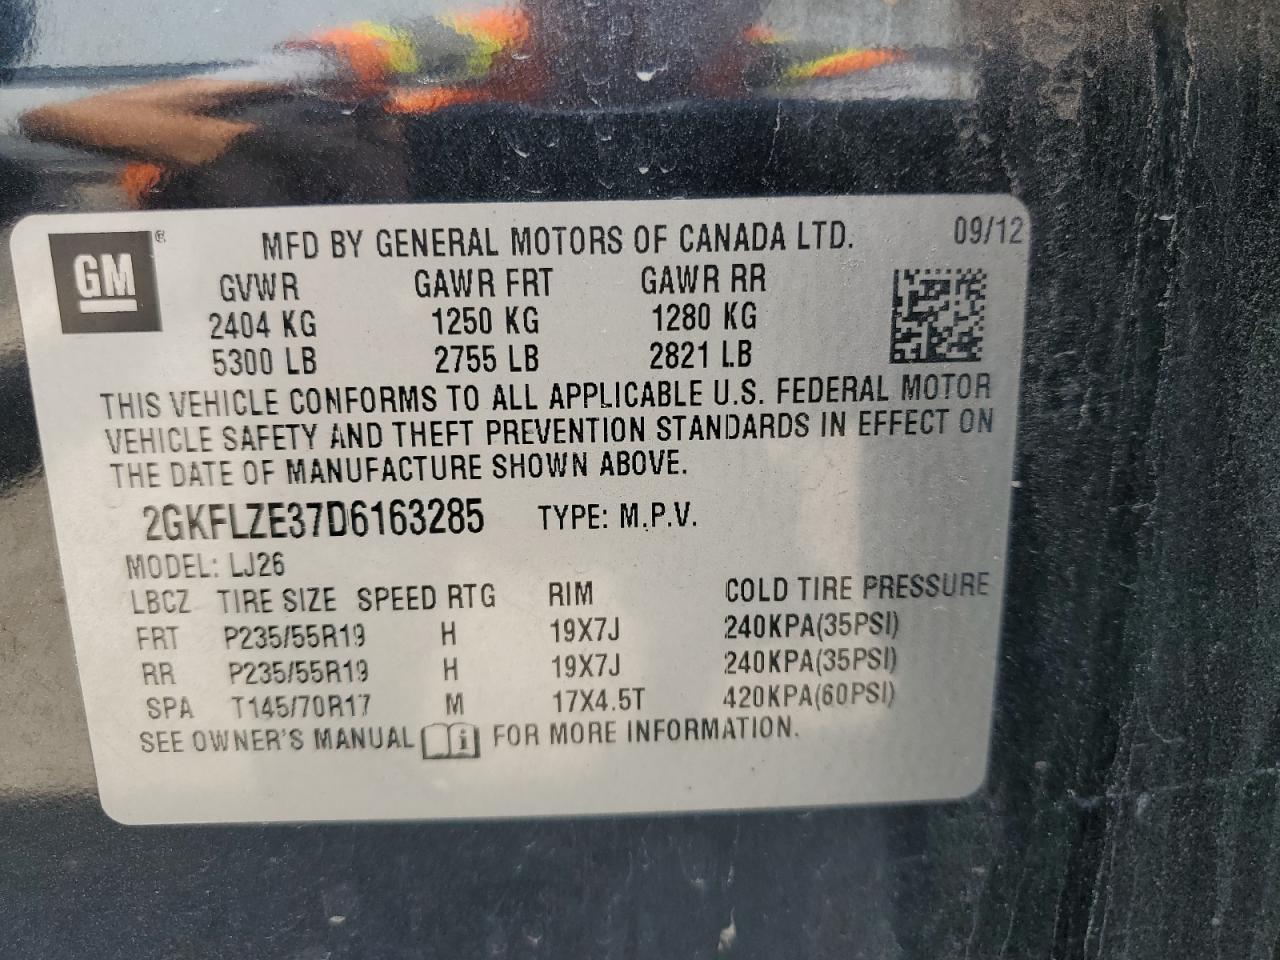 GM ®
MFD BY GENERAL MOTORS OF CANADA LTD. 09/12
GVWR GAWR FRT GAWR RR
2404 KG 1250 KG 1280 KG
5300 LB 2755 LB 2821 LB
THIS VEHICLE CONFORMS TO ALL APPLICABLE U.S. FEDERAL MOTOR
VEHICLE SAFETY AND THEFT PREVENTION STANDARDS IN EFFECT ON
THE DATE OF MANUFACTURE SHOWN ABOVE.
2GKFLZE37D6163285 TYPE: M.P.V.
MODEL: LJ26
LBCZ TIRE SIZE SPEED RTG RIM COLD TIRE PRESSURE
FRT P235/55R19 H 19X7J 240KPA(35PSI)
RR P235/55R19 H 19X7J 240KPA(35PSI)
SPA T145/70R17 M 17X4.5T 420KPA(60PSI)
SEE OWNER'S MANUAL i FOR MORE INFORMATION.